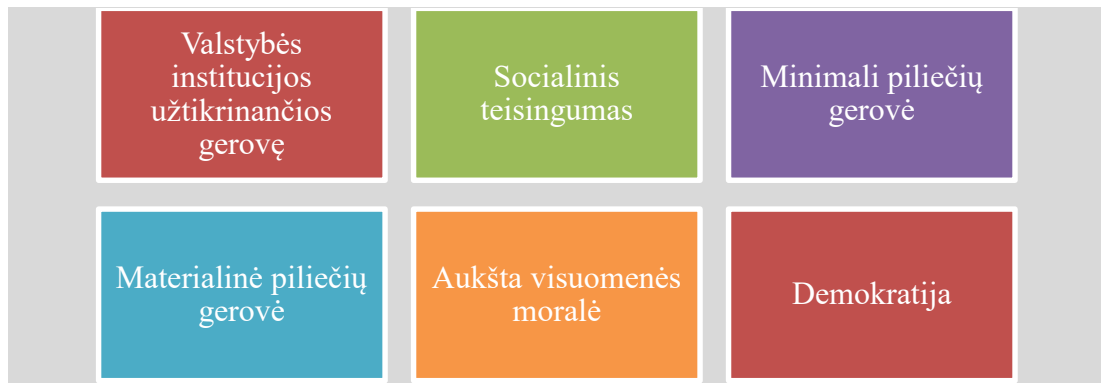 Valstybės
institucijos
užtikrinančios
gerovę
Socialinis
teisingumas
Minimali piliečių
gerovė
Materialinė piliečių
gerovė
Aukšta visuomenės
moralė
Demokratija